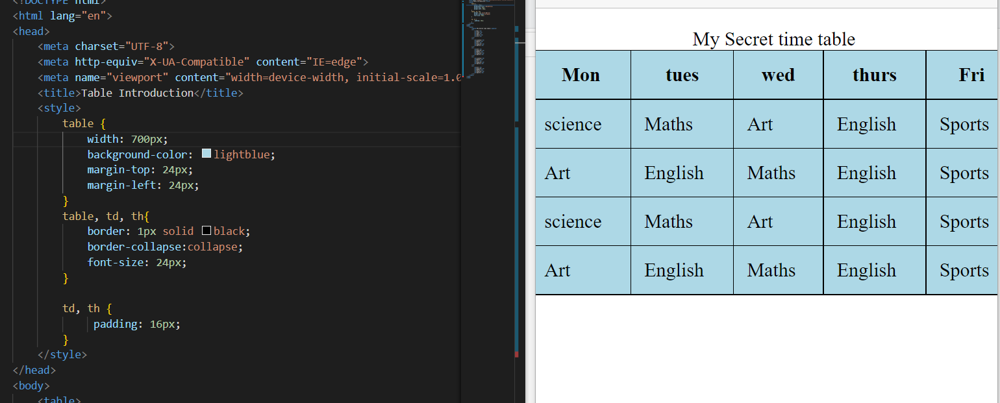 <!DOCTYPE html>
<html lang="en">
<head>
<meta charset="UTF-8">
<meta http-equiv="X-UA-Compatible" content="IE=edge">
<meta name="viewport" content="width=device-width, initial-scale=1.0
<title>Table Introduction</title>
<style>
table {
width: 700px;
background-color: lightblue;
margin-top: 24px;
margin-left: 24px;
}
table, td, th{
border: 1px solid black;
border-collapse:collapse;
font-size: 24px;
}
td, th {
padding: 16px;
}
</style>
</head>
<body>
<table>
My Secret time table
Mon tues wed thurs Fri
science Maths Art English Sports
Art English Maths English Sports
science Maths Art English Sports
Art English Maths English Sports